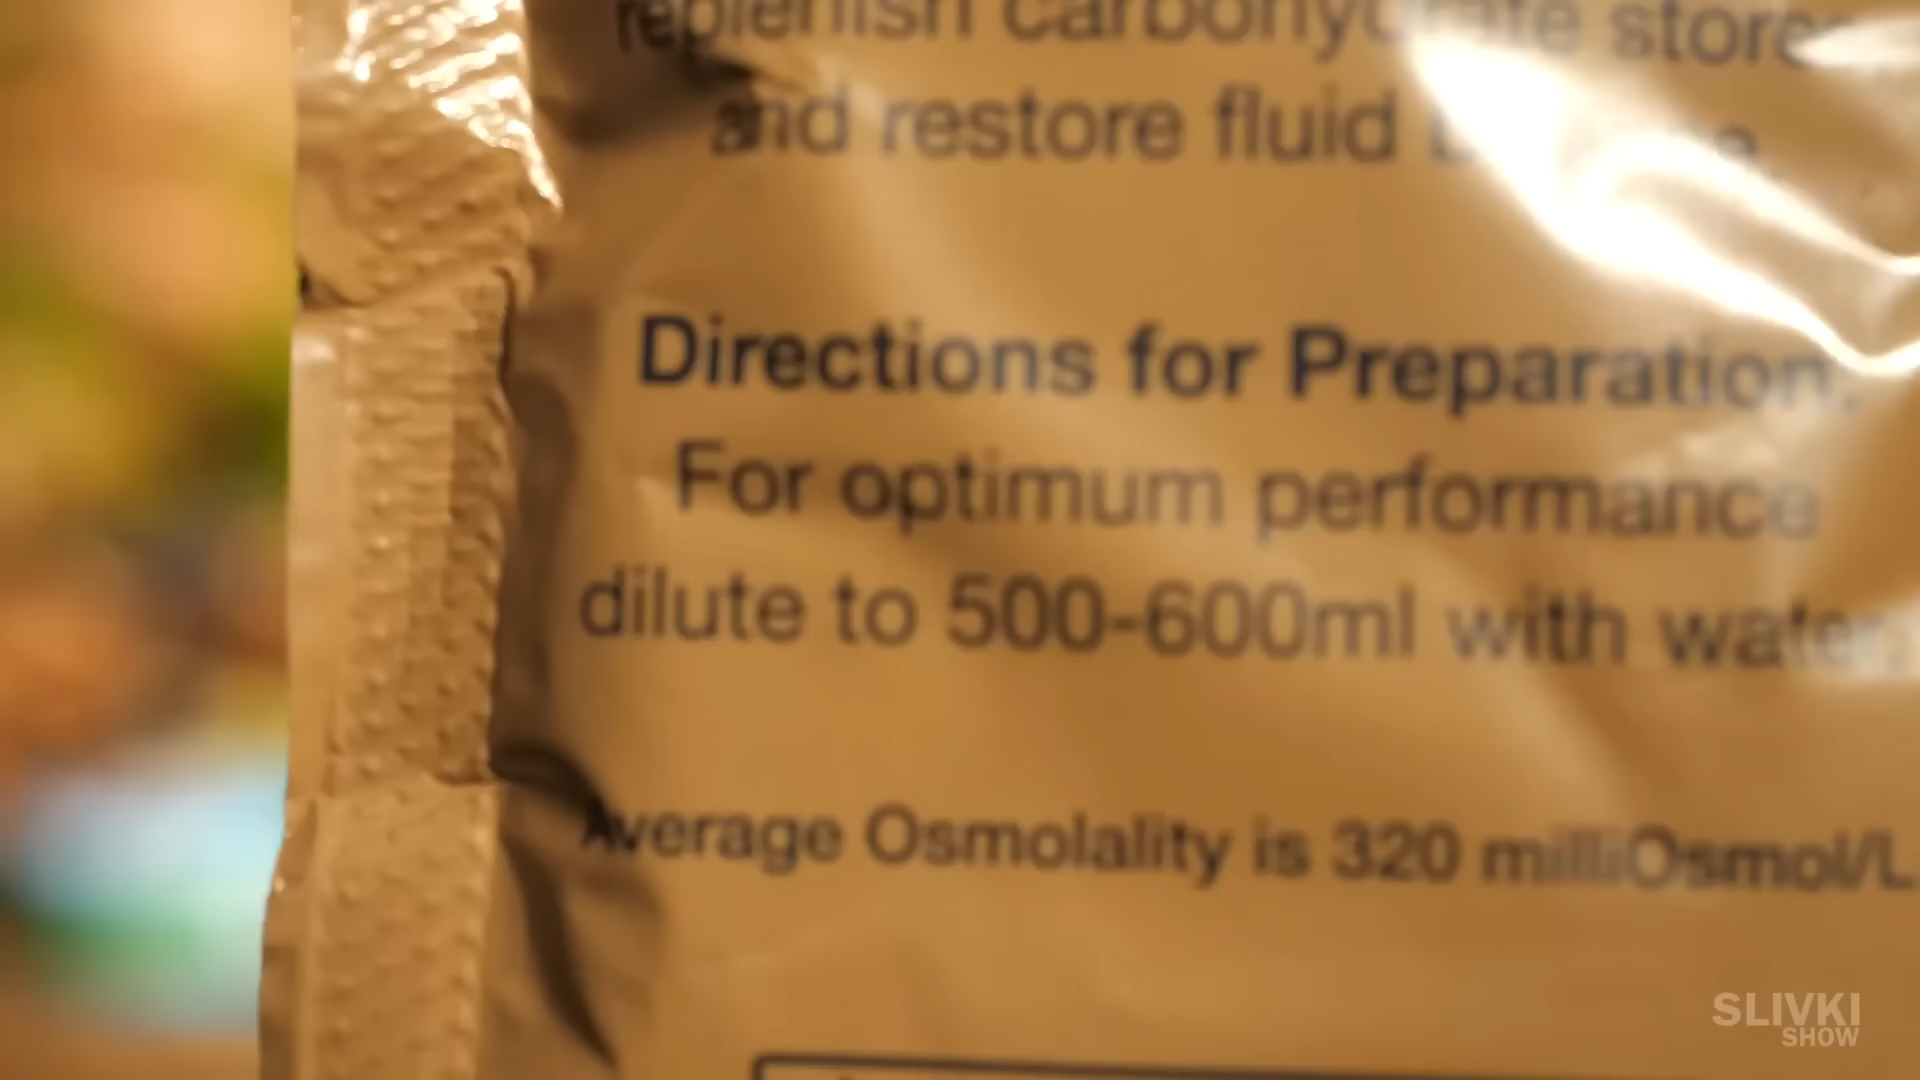 replenish carbohydrate stores
and restore fluid
Directions for Preparation:
For optimum performance
dilute to 500-600ml with water.
Average Osmolality is 320 milliOsmol/L.
SLIVKI
SHOW